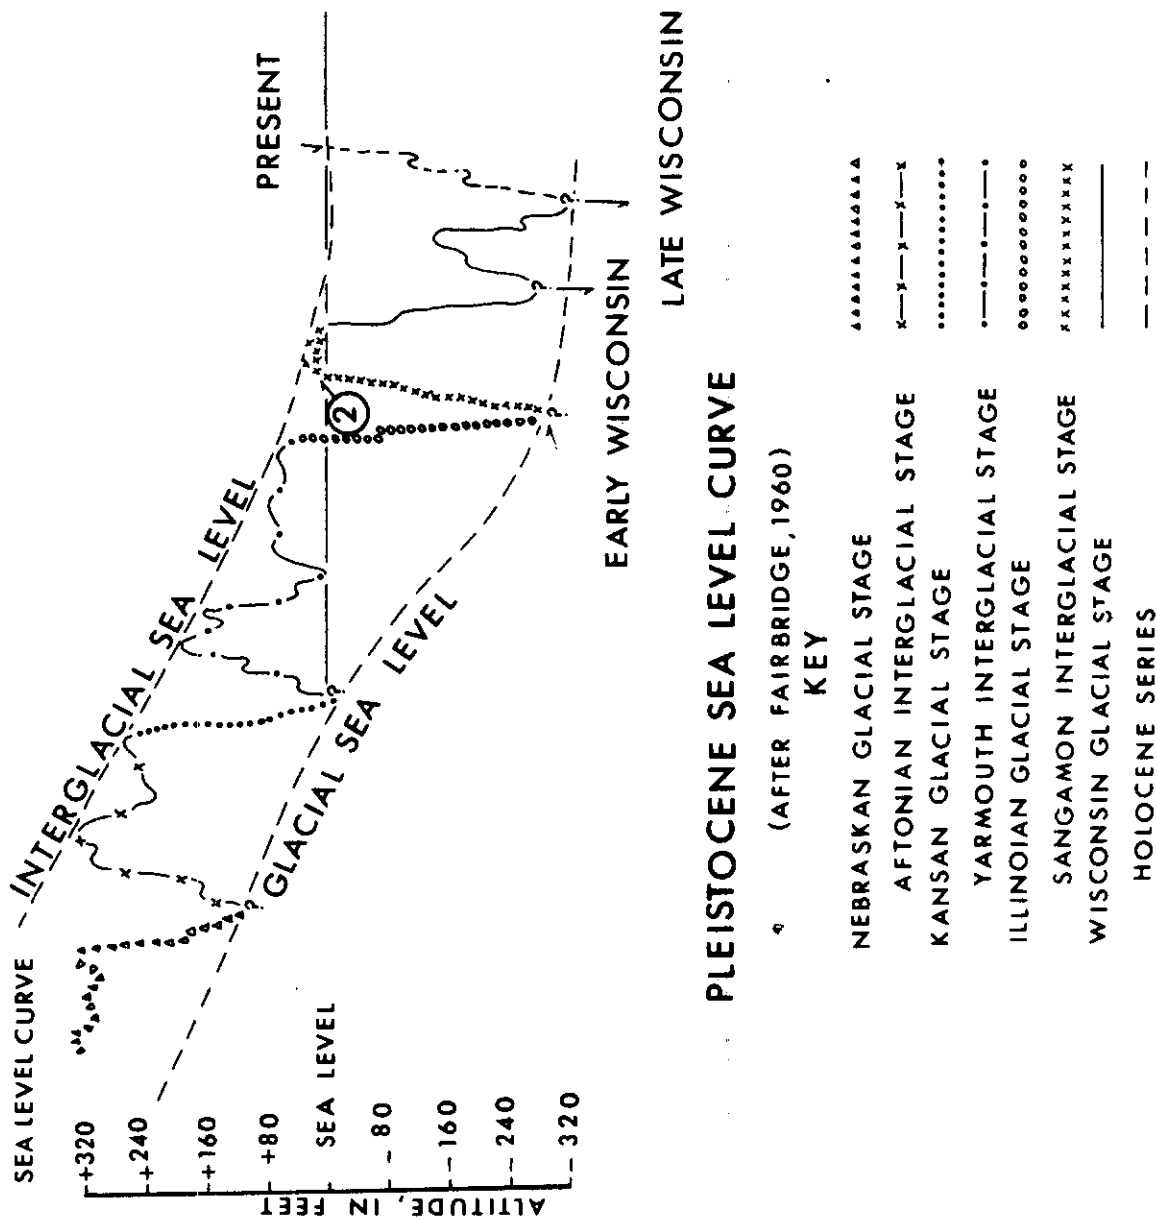 SEA LEVEL CURVE
INTERGLACIAL SEA LEVEL
GLACIAL SEA LEVEL
PRESENT
2
EARLY WISCONSIN
LATE WISCONSIN
ALTITUDE, IN FEET
+320
+240
+160
+80
SEA LEVEL
-80
-160
240
-320
?
?
?
?
?
PLEISTOCENE SEA LEVEL CURVE
(AFTER FAIRBRIDGE, 1960)
KEY
NEBRASKAN GLACIAL STAGE
AFTONIAN INTERGLACIAL STAGE
KANSAN GLACIAL STAGE
YARMOUTH INTERGLACIAL STAGE
ILLINOIAN GLACIAL STAGE
SANGAMON INTERGLACIAL STAGE
WISCONSIN GLACIAL STAGE
HOLOCENE SERIES